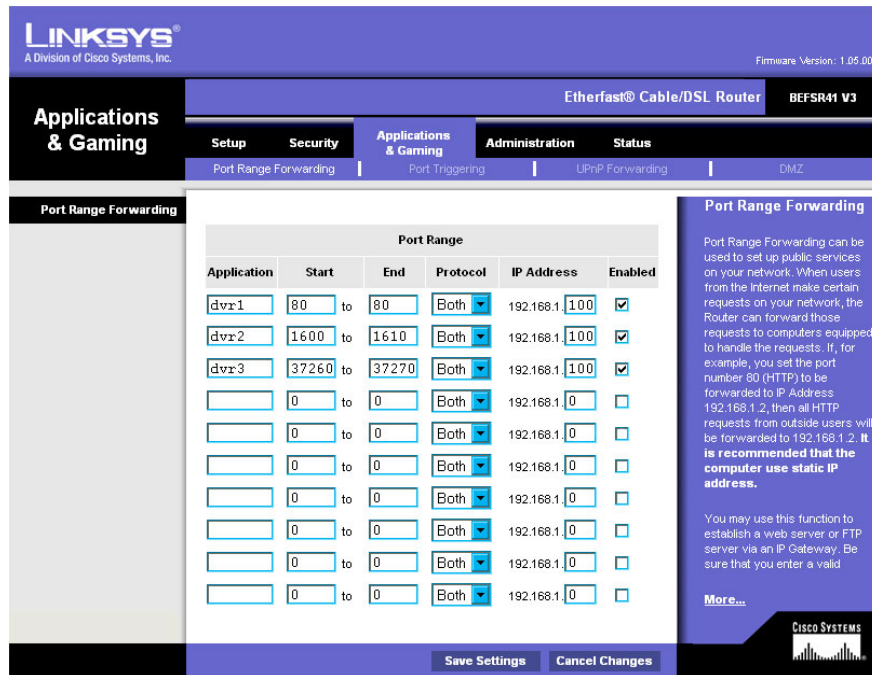 LINKSYS®
A Division of Cisco Systems, Inc.
Firmware Version: 1.05.00
Etherfast® Cable/DSL Router BEFSR41 V3
Applications & Gaming
Setup Security Applications & Gaming Administration Status
Port Range Forwarding Port Triggering UPnP Forwarding DMZ
Port Range Forwarding
Port Range
Application Start End Protocol IP Address Enabled
dvr1 80 to 80 Both 192.168.1.100
dvr2 1600 to 1610 Both 192.168.1.100
dvr3 37260 to 37270 Both 192.168.1.100
0 to 0 Both 192.168.1.0
0 to 0 Both 192.168.1.0
0 to 0 Both 192.168.1.0
0 to 0 Both 192.168.1.0
0 to 0 Both 192.168.1.0
0 to 0 Both 192.168.1.0
0 to 0 Both 192.168.1.0
Port Range Forwarding
Port Range Forwarding can be
used to set up public services
on your network. When users
from the Internet make certain
requests on your network, the
Router can forward those
requests to computers equipped
to handle the requests. If, for
example, you set the port
number 80 (HTTP) to be
forwarded to IP Address
192.168.1.2, then all HTTP
requests from outside users will
be forwarded to 192.168.1.2. It
is recommended that the
computer use static IP
address.
You may use this function to
establish a web server or FTP
server via an IP Gateway. Be
sure that you enter a valid
More...
Save Settings Cancel Changes
CISCO SYSTEMS